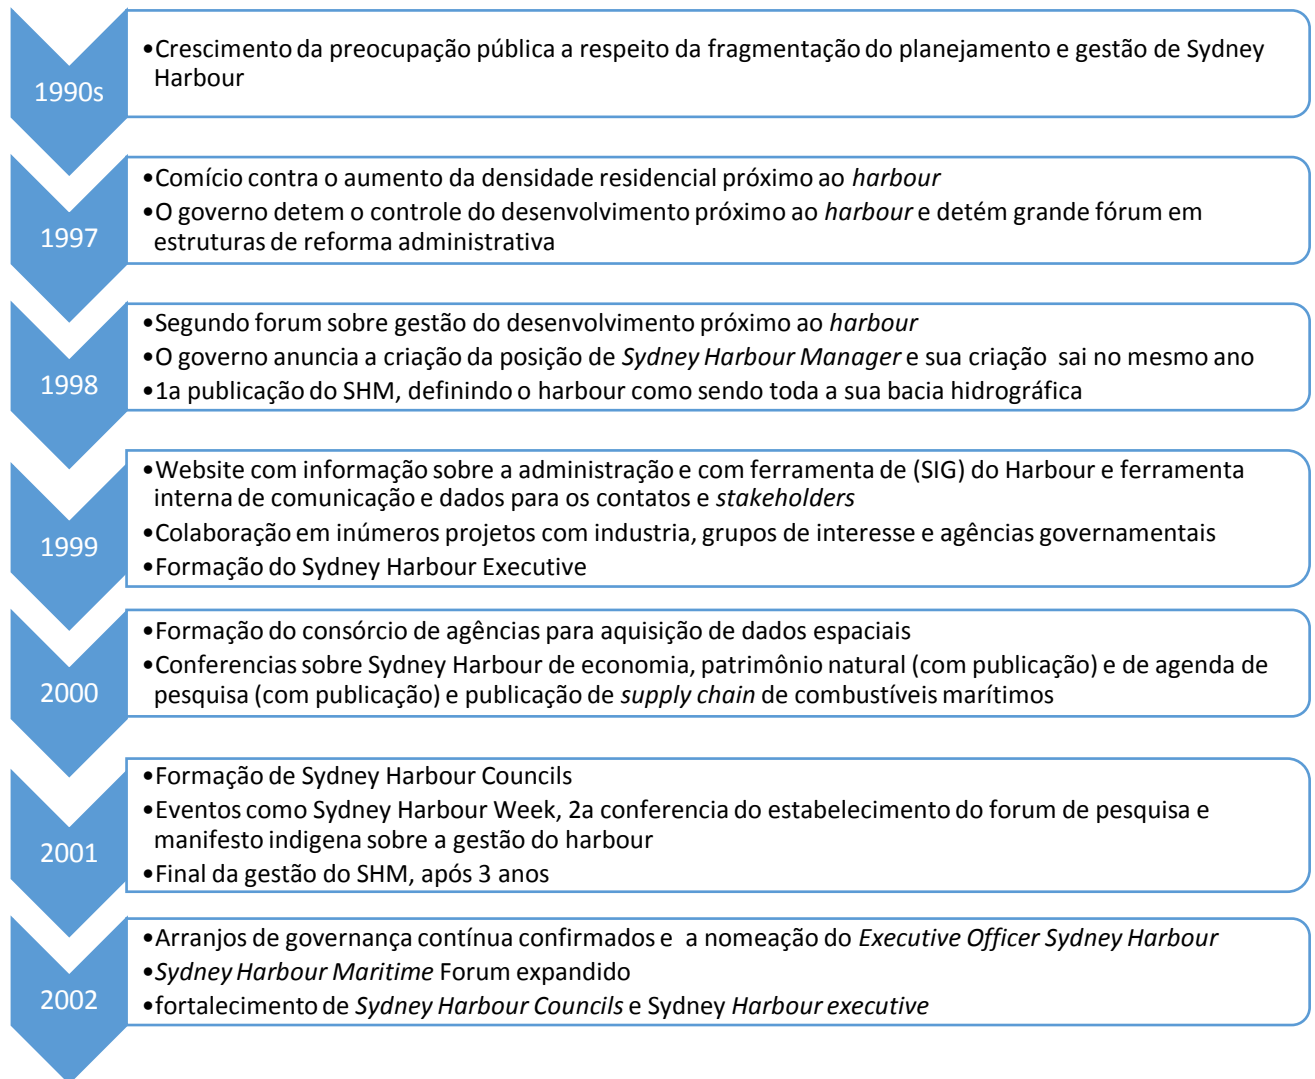 1990s
•Crescimento da preocupação pública a respeito da fragmentação do planejamento e gestão de Sydney
Harbour
1997
•Comício contra o aumento da densidade residencial próximo ao harbour
•O governo detem o controle do desenvolvimento próximo ao harbour e detém grande fórum em
estruturas de reforma administrativa
1998
•Segundo forum sobre gestão do desenvolvimento próximo ao harbour
•O governo anuncia a criação da posição de Sydney Harbour Manager e sua criação sai no mesmo ano
•1a publicação do SHM, definindo o harbour como sendo toda a sua bacia hidrográfica
1999
•Website com informação sobre a administração e com ferramenta de (SIG) do Harbour e ferramenta
interna de comunicação e dados para os contatos e stakeholders
•Colaboração em inúmeros projetos com industria, grupos de interesse e agências governamentais
•Formação do Sydney Harbour Executive
2000
•Formação do consórcio de agências para aquisição de dados espaciais
•Conferencias sobre Sydney Harbour de economia, patrimônio natural (com publicação) e de agenda de
pesquisa (com publicação) e publicação de supply chain de combustíveis marítimos
2001
•Formação de Sydney Harbour Councils
•Eventos como Sydney Harbour Week, 2a conferencia do estabelecimento do forum de pesquisa e
manifesto indigena sobre a gestão do harbour
•Final da gestão do SHM, após 3 anos
2002
•Arranjos de governança contínua confirmados e a nomeação do Executive Officer Sydney Harbour
•Sydney Harbour Maritime Forum expandido
•fortalecimento de Sydney Harbour Councils e Sydney Harbour executive